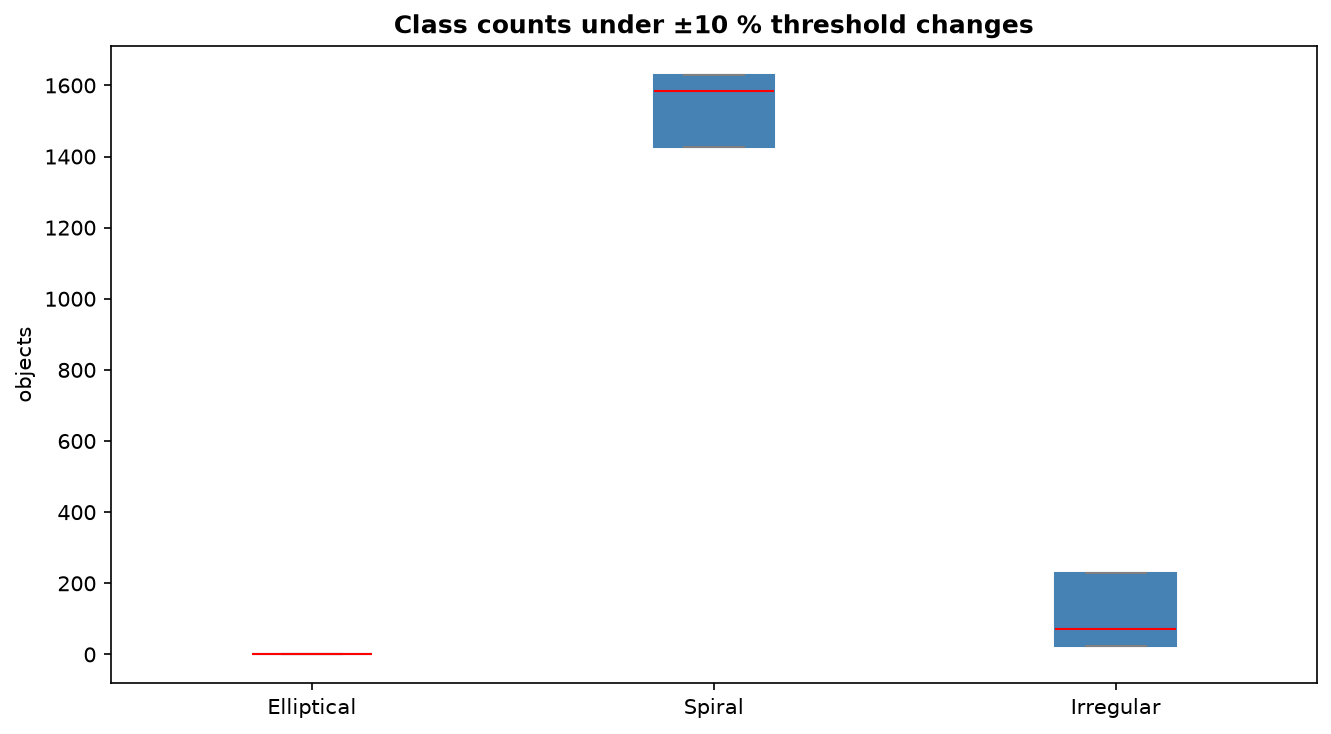 Class counts under ±10 % threshold changes
objects
1600
1400
1200
1000
800
600
400
200
0
Elliptical
Spiral
Irregular